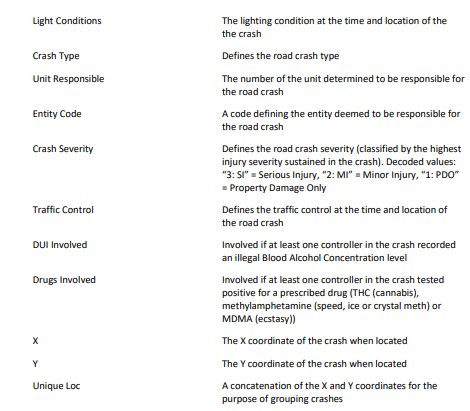 Light Conditions The lighting condition at the time and location of the
the crash
Crash Type Defines the road crash type
Unit Responsible The number of the unit determined to be responsible for
the road crash
Entity Code A code defining the entity deemed to be responsible for
the road crash
Crash Severity Defines the road crash severity (classified by the highest
injury severity sustained in the crash). Decoded values:
"3: SI" = Serious Injury, "2: MI" = Minor Injury, "1: PDO"
= Property Damage Only
Traffic Control Defines the traffic control at the time and location of
the road crash
DUI Involved Involved if at least one controller in the crash recorded
an illegal Blood Alcohol Concentration level
Drugs Involved Involved if at least one controller in the crash tested
positive for a prescribed drug (THC (cannabis),
methylamphetamine (speed, ice or crystal meth) or
MDMA (ecstasy))
X The X coordinate of the crash when located
Y The Y coordinate of the crash when located
Unique Loc A concatenation of the X and Y coordinates for the
purpose of grouping crashes